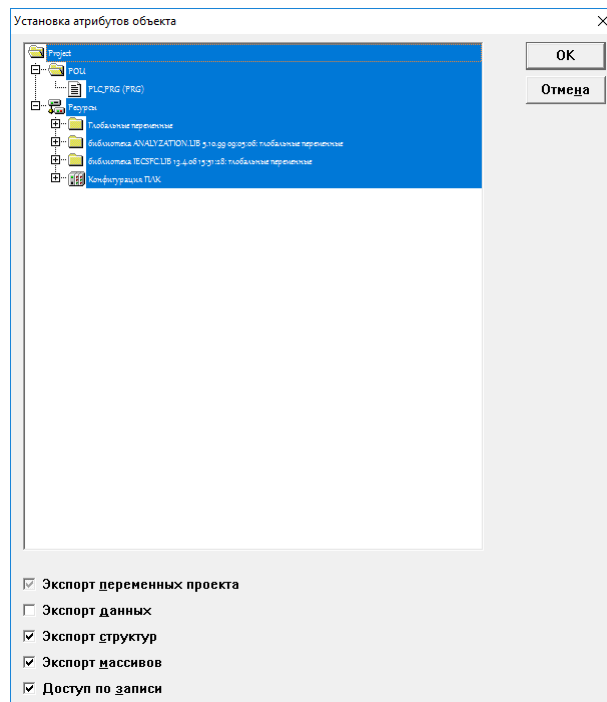 Установка атрибутов объекта
Project
POU
PLC_PRG (PRG)
Ресурсы
Глобальные переменные
библиотека ANALYZATION.LIB 5.10.99 09:05:06: глобальные переменные
библиотека IECSFC.LIB 13.4.06 15:51:28: глобальные переменные
Конфигурация ПЛК
OK
Отмена
Экспорт переменных проекта
Экспорт данных
Экспорт структур
Экспорт массивов
Доступ по записи